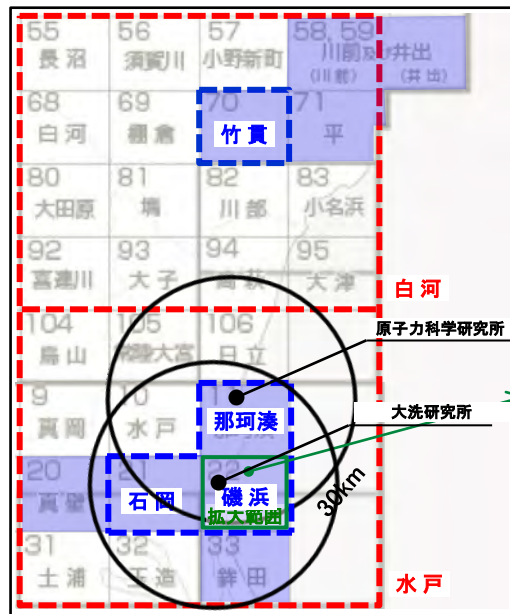 55 56 57 58, 59
長沼 須賀川 小野新町 川前及び井出
(川前) (井出)
68 69 70 71
白河 棚倉 竹貫 平
80 81 82 83
大田原 塙 川部 小名浜
92 93 94 95
喜連川 大子 高萩 大津
白河
104 105 106
烏山 常陸大宮 日立
原子力科学研究所
9 10 11
真岡 水戸 那珂湊
大洗研究所
20 21 22
真壁 石岡 磯浜
拡大範囲
30km
31 32 33
土浦 玉造 鉾田
水戸